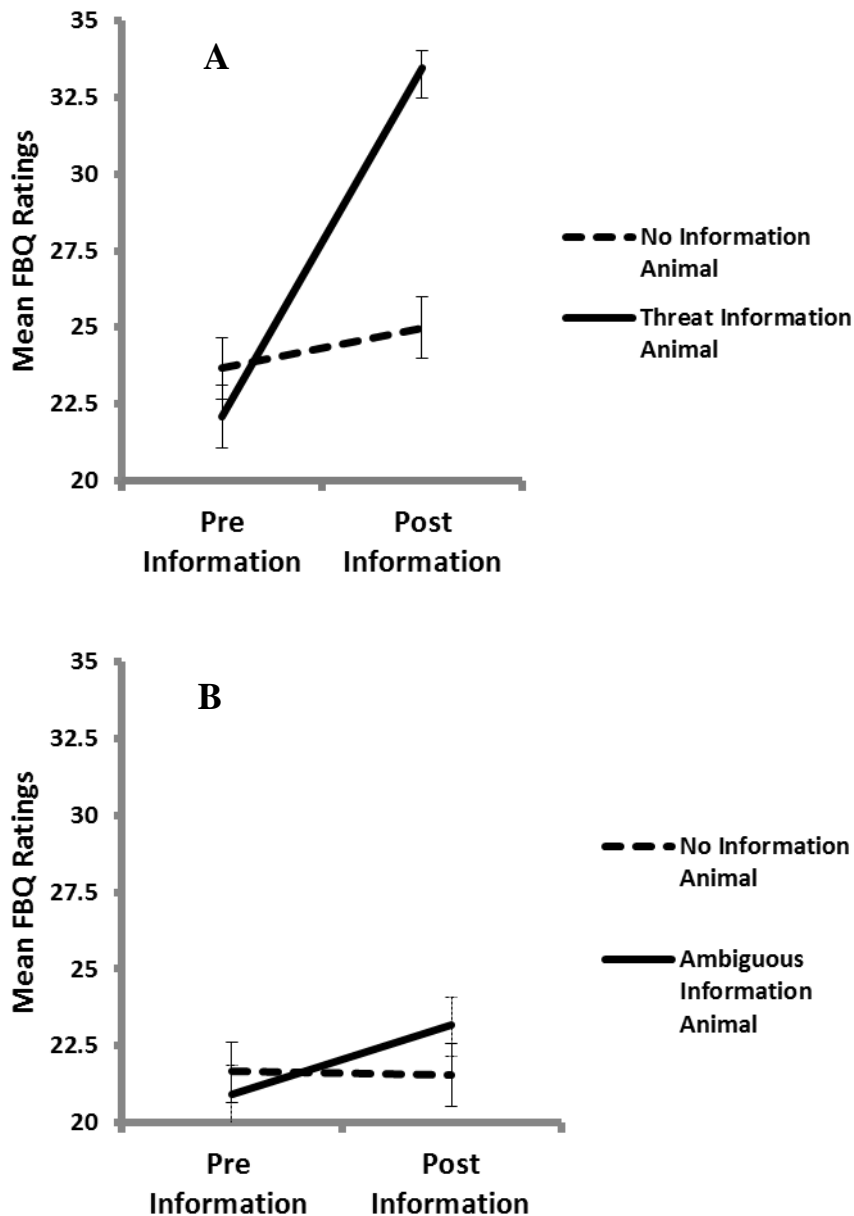 A
35
32.5
30
27.5
25
22.5
20
Mean FBQ Ratings
Pre
Information
Post
Information
No Information
Animal
Threat Information
Animal
B
35
32.5
30
27.5
25
22.5
20
Mean FBQ Ratings
Pre
Information
Post
Information
No Information
Animal
Ambiguous
Information
Animal